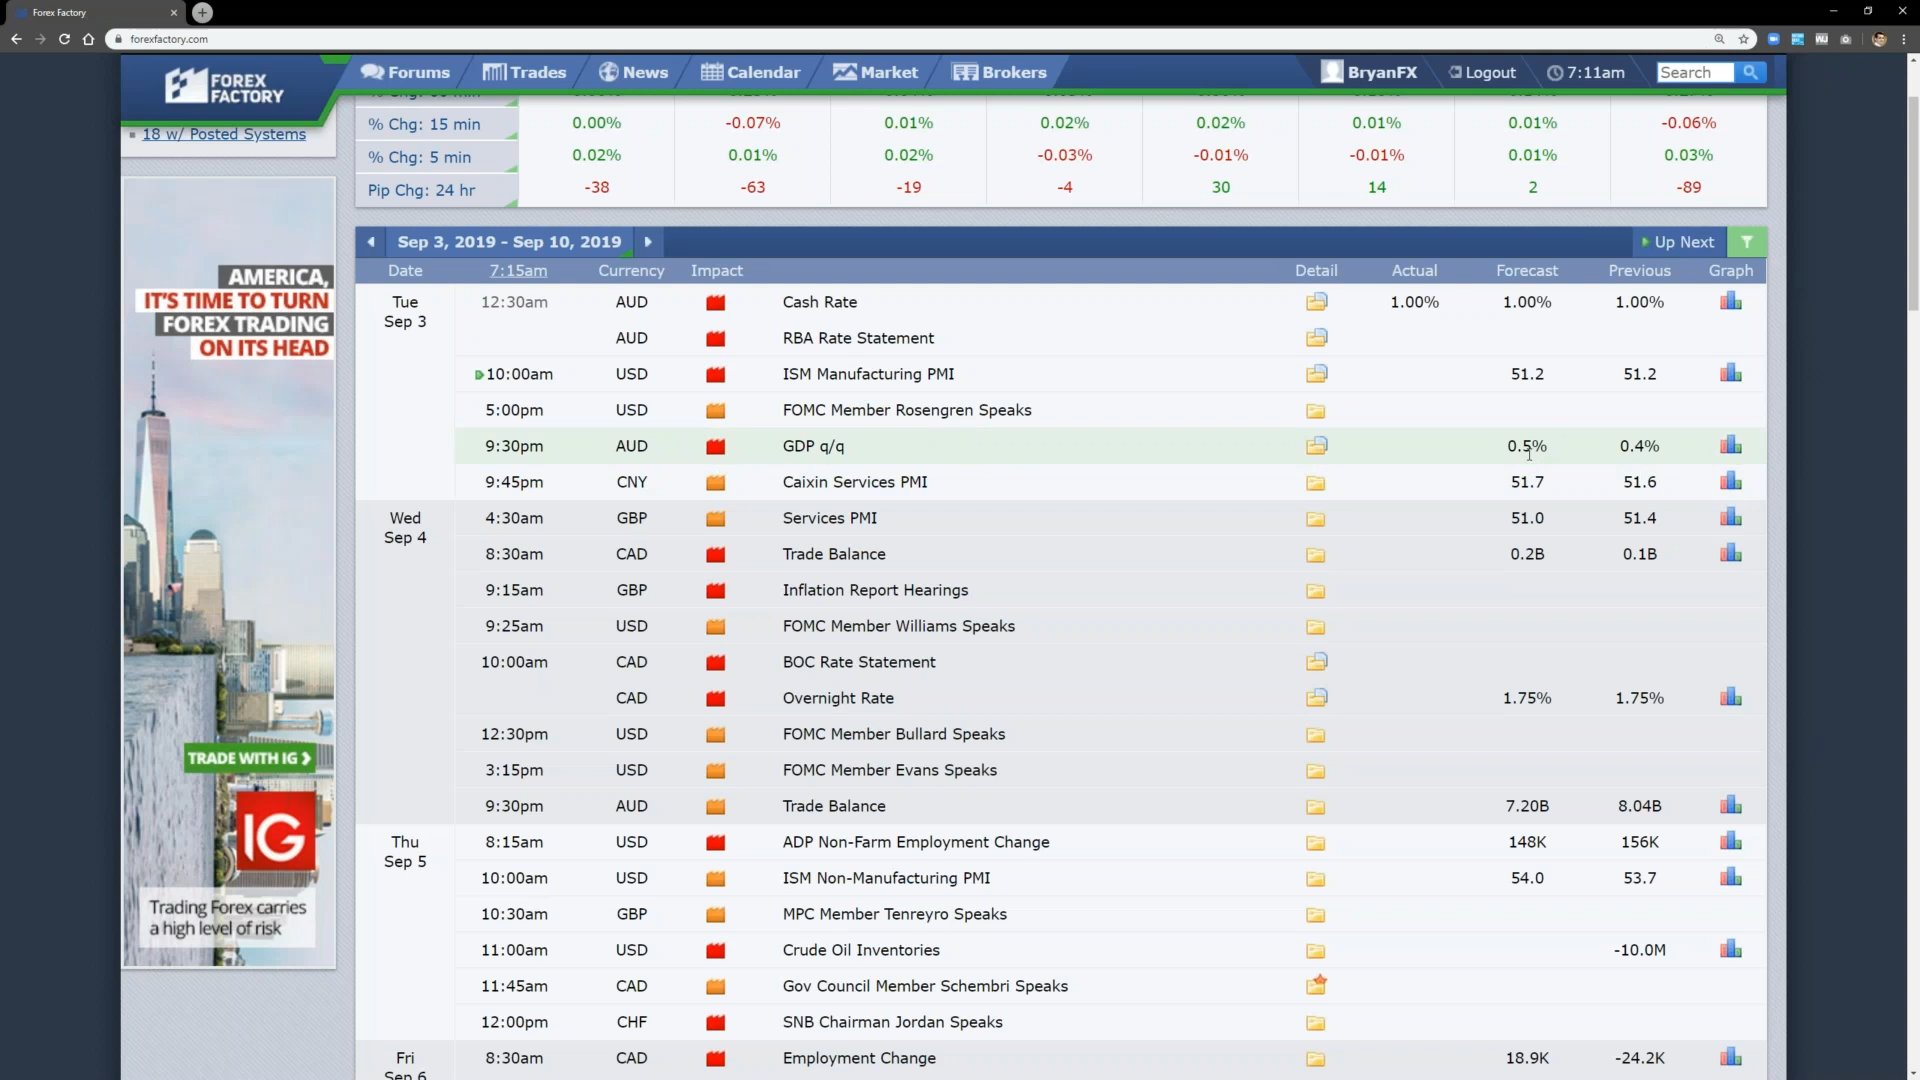 Forex Factory
forexfactory.com
FOREX
FACTORY
Forums
Trades
News
Calendar
Market
Brokers
BryanFX
Logout
7:11am
Search
18 w/ Posted Systems
% Chg: 15 min 0.00% -0.07% 0.01% 0.02% 0.02% 0.01% 0.01% -0.06%
% Chg: 5 min 0.02% 0.01% 0.02% -0.03% -0.01% -0.01% 0.01% 0.03%
Pip Chg: 24 hr -38 -63 -19 -4 30 14 2 -89
AMERICA,
IT'S TIME TO TURN
FOREX TRADING
ON ITS HEAD
TRADE WITH IG
IG
Trading Forex carries
a high level of risk
Sep 3, 2019 - Sep 10, 2019 Up Next
Date 7:15am Currency Impact Detail Actual Forecast Previous Graph
Tue 12:30am AUD Cash Rate 1.00% 1.00% 1.00%
Sep 3
AUD RBA Rate Statement
10:00am USD ISM Manufacturing PMI 51.2 51.2
5:00pm USD FOMC Member Rosengren Speaks
9:30pm AUD GDP q/q 0.5% 0.4%
9:45pm CNY Caixin Services PMI 51.7 51.6
Wed 4:30am GBP Services PMI 51.0 51.4
Sep 4
8:30am CAD Trade Balance 0.2B 0.1B
9:15am GBP Inflation Report Hearings
9:25am USD FOMC Member Williams Speaks
10:00am CAD BOC Rate Statement
CAD Overnight Rate 1.75% 1.75%
12:30pm USD FOMC Member Bullard Speaks
3:15pm USD FOMC Member Evans Speaks
9:30pm AUD Trade Balance 7.20B 8.04B
Thu 8:15am USD ADP Non-Farm Employment Change 148K 156K
Sep 5
10:00am USD ISM Non-Manufacturing PMI 54.0 53.7
10:30am GBP MPC Member Tenreyro Speaks
11:00am USD Crude Oil Inventories -10.0M
11:45am CAD Gov Council Member Schembri Speaks
12:00pm CHF SNB Chairman Jordan Speaks
Fri 8:30am CAD Employment Change 18.9K -24.2K
Sep 6